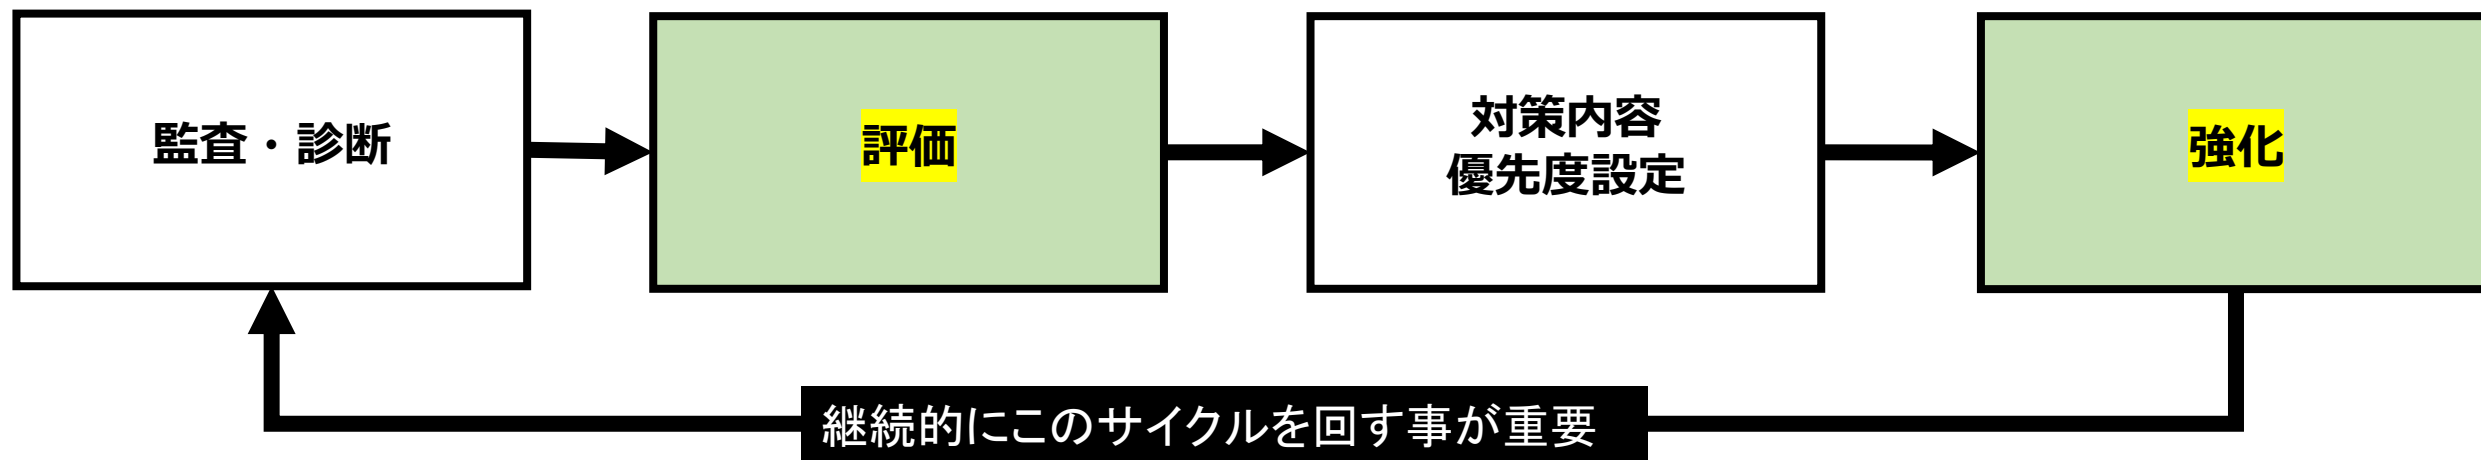 監査・診断
評価
対策内容
優先度設定
強化
継続的にこのサイクルを回す事が重要